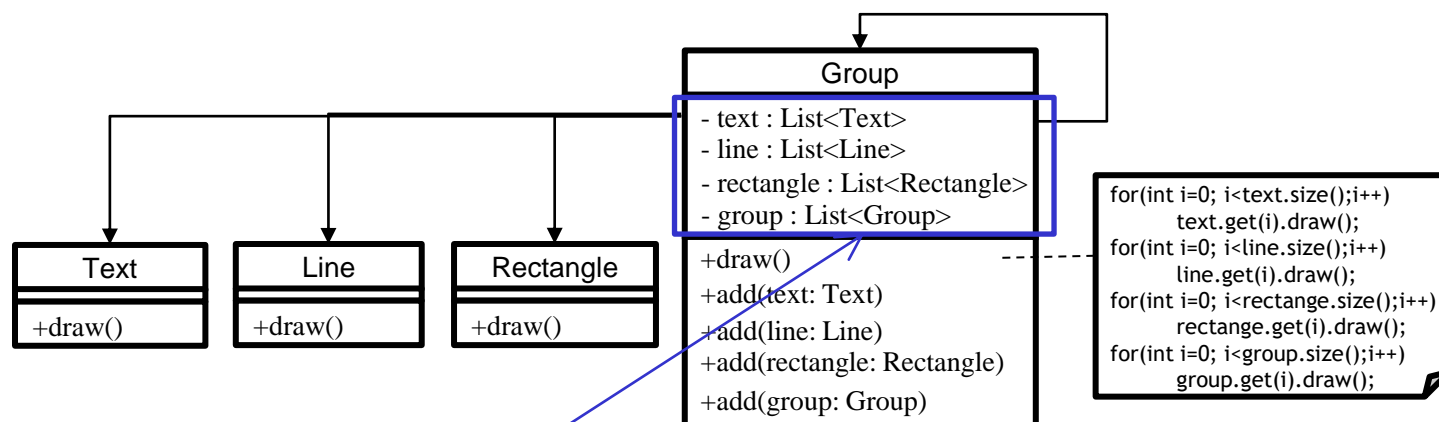 Group
- text : List<Text>
- line : List<Line>
- rectangle : List<Rectangle>
- group : List<Group>
+draw()
+add(text: Text)
+add(line: Line)
+add(rectangle: Rectangle)
+add(group: Group)
Text
+draw()
Line
+draw()
Rectangle
+draw()
for(int i=0; i<text.size();i++)
text.get(i).draw();
for(int i=0; i<line.size();i++)
line.get(i).draw();
for(int i=0; i<rectange.size();i++)
rectange.get(i).draw();
for(int i=0; i<group.size();i++)
group.get(i).draw();